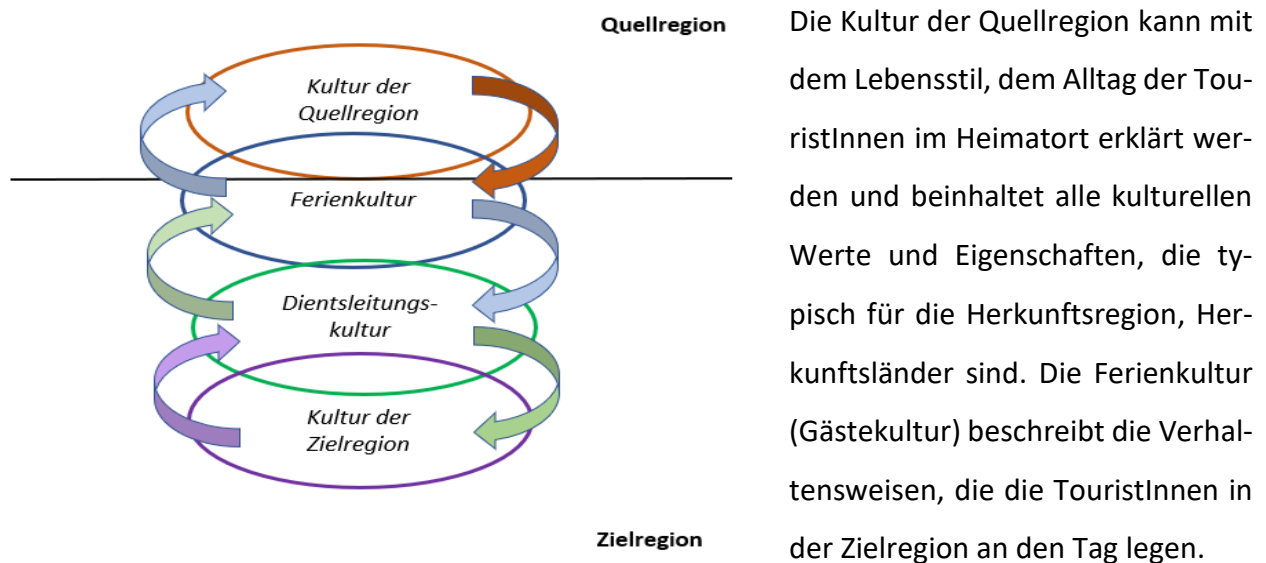 Quellregion
Kultur der
Quellregion
Ferienkultur
Dientsleitungs-
kultur
Kultur der
Zielregion
Zielregion
Die Kultur der Quellregion kann mit
dem Lebensstil, dem Alltag der Tou-
ristInnen im Heimatort erklärt wer-
den und beinhaltet alle kulturellen
Werte und Eigenschaften, die ty-
pisch für die Herkunftsregion, Her-
kunftsländer sind. Die Ferienkultur
(Gästekultur) beschreibt die Verhal-
tensweisen, die die TouristInnen in
der Zielregion an den Tag legen.